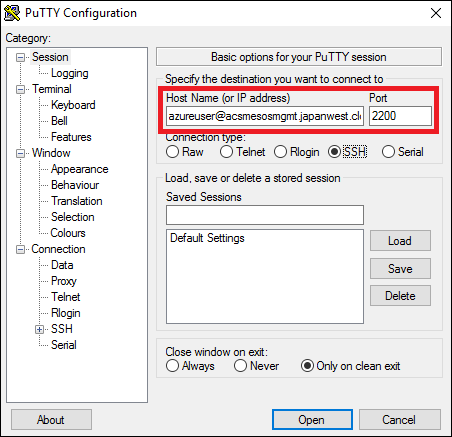 PuTTY Configuration
Category:
Session
Logging
Terminal
Keyboard
Bell
Features
Window
Appearance
Behaviour
Translation
Selection
Colours
Connection
Data
Proxy
Telnet
Rlogin
SSH
Serial
Basic options for your PuTTY session
Specify the destination you want to connect to
Host Name (or IP address) Port
azureuser@acsmesosmgmt.japanwest.clo 2200
Connection type:
Raw Telnet Rlogin SSH Serial
Load, save or delete a stored session
Saved Sessions
Default Settings
Load
Save
Delete
Close window on exit:
Always Never Only on clean exit
About Open Cancel